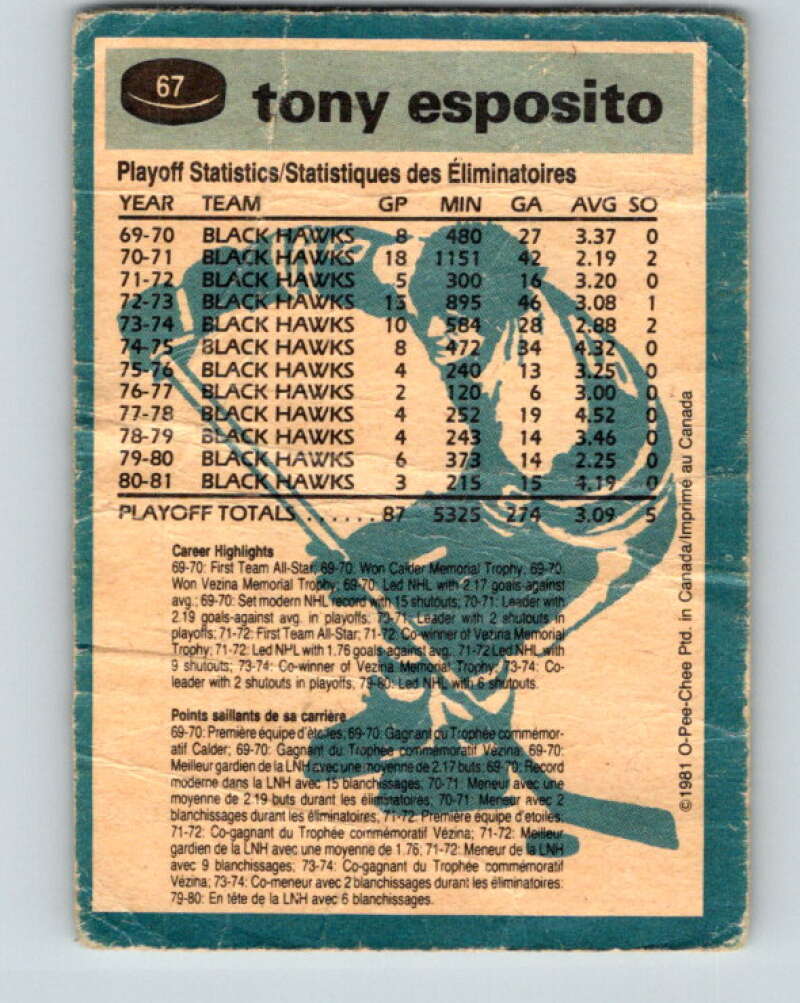 67
tony esposito
Playoff Statistics/Statistiques des Éliminatoires
YEAR TEAM GP MIN GA AVG SO
69-70 BLACK HAWKS 8 480 27 3.37 0
70-71 BLACK HAWKS 18 1151 42 2.19 2
71-72 BLACK HAWKS 5 300 16 3.20 0
72-73 BLACK HAWKS 13 895 46 3.08 1
73-74 BLACK HAWKS 10 584 28 2.88 2
74-75 BLACK HAWKS 8 472 34 4.32 0
75-76 BLACK HAWKS 4 240 13 3.25 0
76-77 BLACK HAWKS 2 120 6 3.00 0
77-78 BLACK HAWKS 4 252 19 4.52 0
78-79 BLACK HAWKS 4 243 14 3.46 0
79-80 BLACK HAWKS 6 373 14 2.25 0
80-81 BLACK HAWKS 3 215 15 4.19 0
PLAYOFF TOTALS ...... 87 5325 274 3.09 5
Career Highlights
69-70: First Team All-Star; 69-70: Won Calder Memorial Trophy; 69-70:
Won Vezina Memorial Trophy; 69-70: Led NHL with 2.17 goals-against
avg.; 69-70: Set modern NHL record with 15 shutouts; 70-71: Leader with
2.19 goals-against avg. in playoffs; 70-71: Leader with 2 shutouts in
playoffs; 71-72: First Team All-Star; 71-72: Co-winner of Vezina Memorial
Trophy; 71-72: Led NHL with 1.76 goals-against avg.; 71-72 Led NHL with
9 shutouts; 73-74: Co-winner of Vezina Memorial Trophy; 73-74: Co-
leader with 2 shutouts in playoffs; 79-80: Led NHL with 6 shutouts.
Points saillants de sa carrière
69-70: Première équipe d'étoiles; 69-70: Gagnant du Trophée commémor-
atif Calder; 69-70: Gagnant du Trophée commémoratif Vézina; 69-70:
Meilleur gardien de la LNH avec une moyenne de 2.17 buts; 69-70: Record
moderne dans la LNH avec 15 blanchissages; 70-71: Meneur avec une
moyenne de 2.19 buts durant les éliminatoires; 70-71: Meneur avec 2
blanchissages durant les éliminatoires; 71-72: Première équipe d'étoiles;
71-72: Co-gagnant du Trophée commémoratif Vézina; 71-72: Meilleur
gardien de la LNH avec une moyenne de 1.76; 71-72: Meneur de la LNH
avec 9 blanchissages; 73-74: Co-gagnant du Trophée commémoratif
Vézina; 73-74: Co-meneur avec 2 blanchissages durant les éliminatoires;
79-80: En tête de la LNH avec 6 blanchissages.
©1981 O-Pee-Chee Ptd. in Canada/Imprimé au Canada